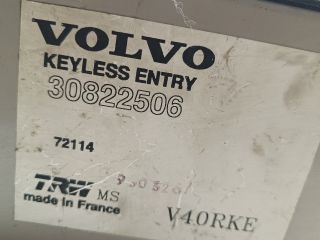 VOLVO
KEYLESS ENTRY
30822506
72114
TRW MS
made in France
V40RKE